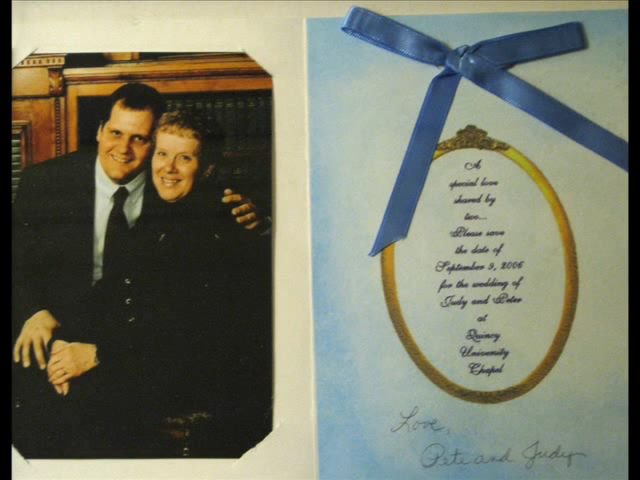 A
special love
shared by
two...
Please save
the date of
September 9, 2006
for the wedding of
Judy and Peter
at
Quincy
University
Chapel
Love,
Pete and Judy